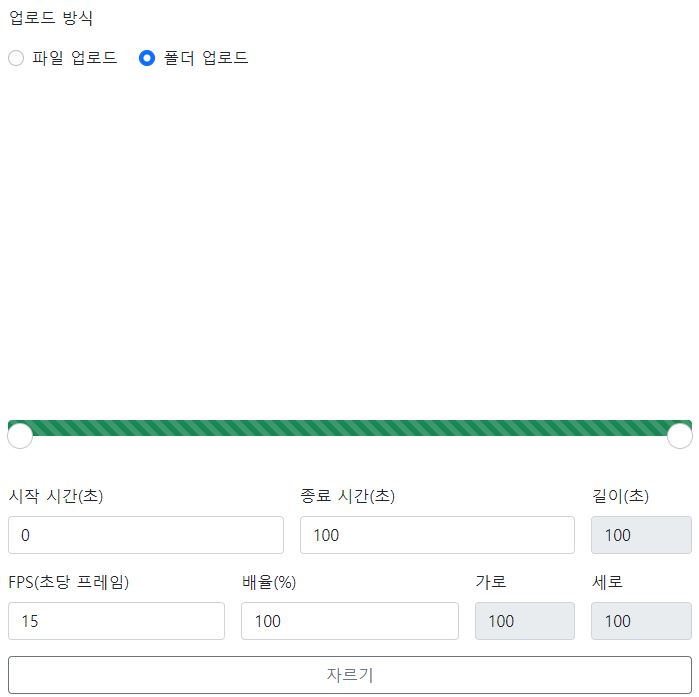 업로드 방식
파일 업로드 폴더 업로드
시작 시간(초) 종료 시간(초) 길이(초)
0 100 100
FPS(초당 프레임) 배율(%) 가로 세로
15 100 100 100
자르기